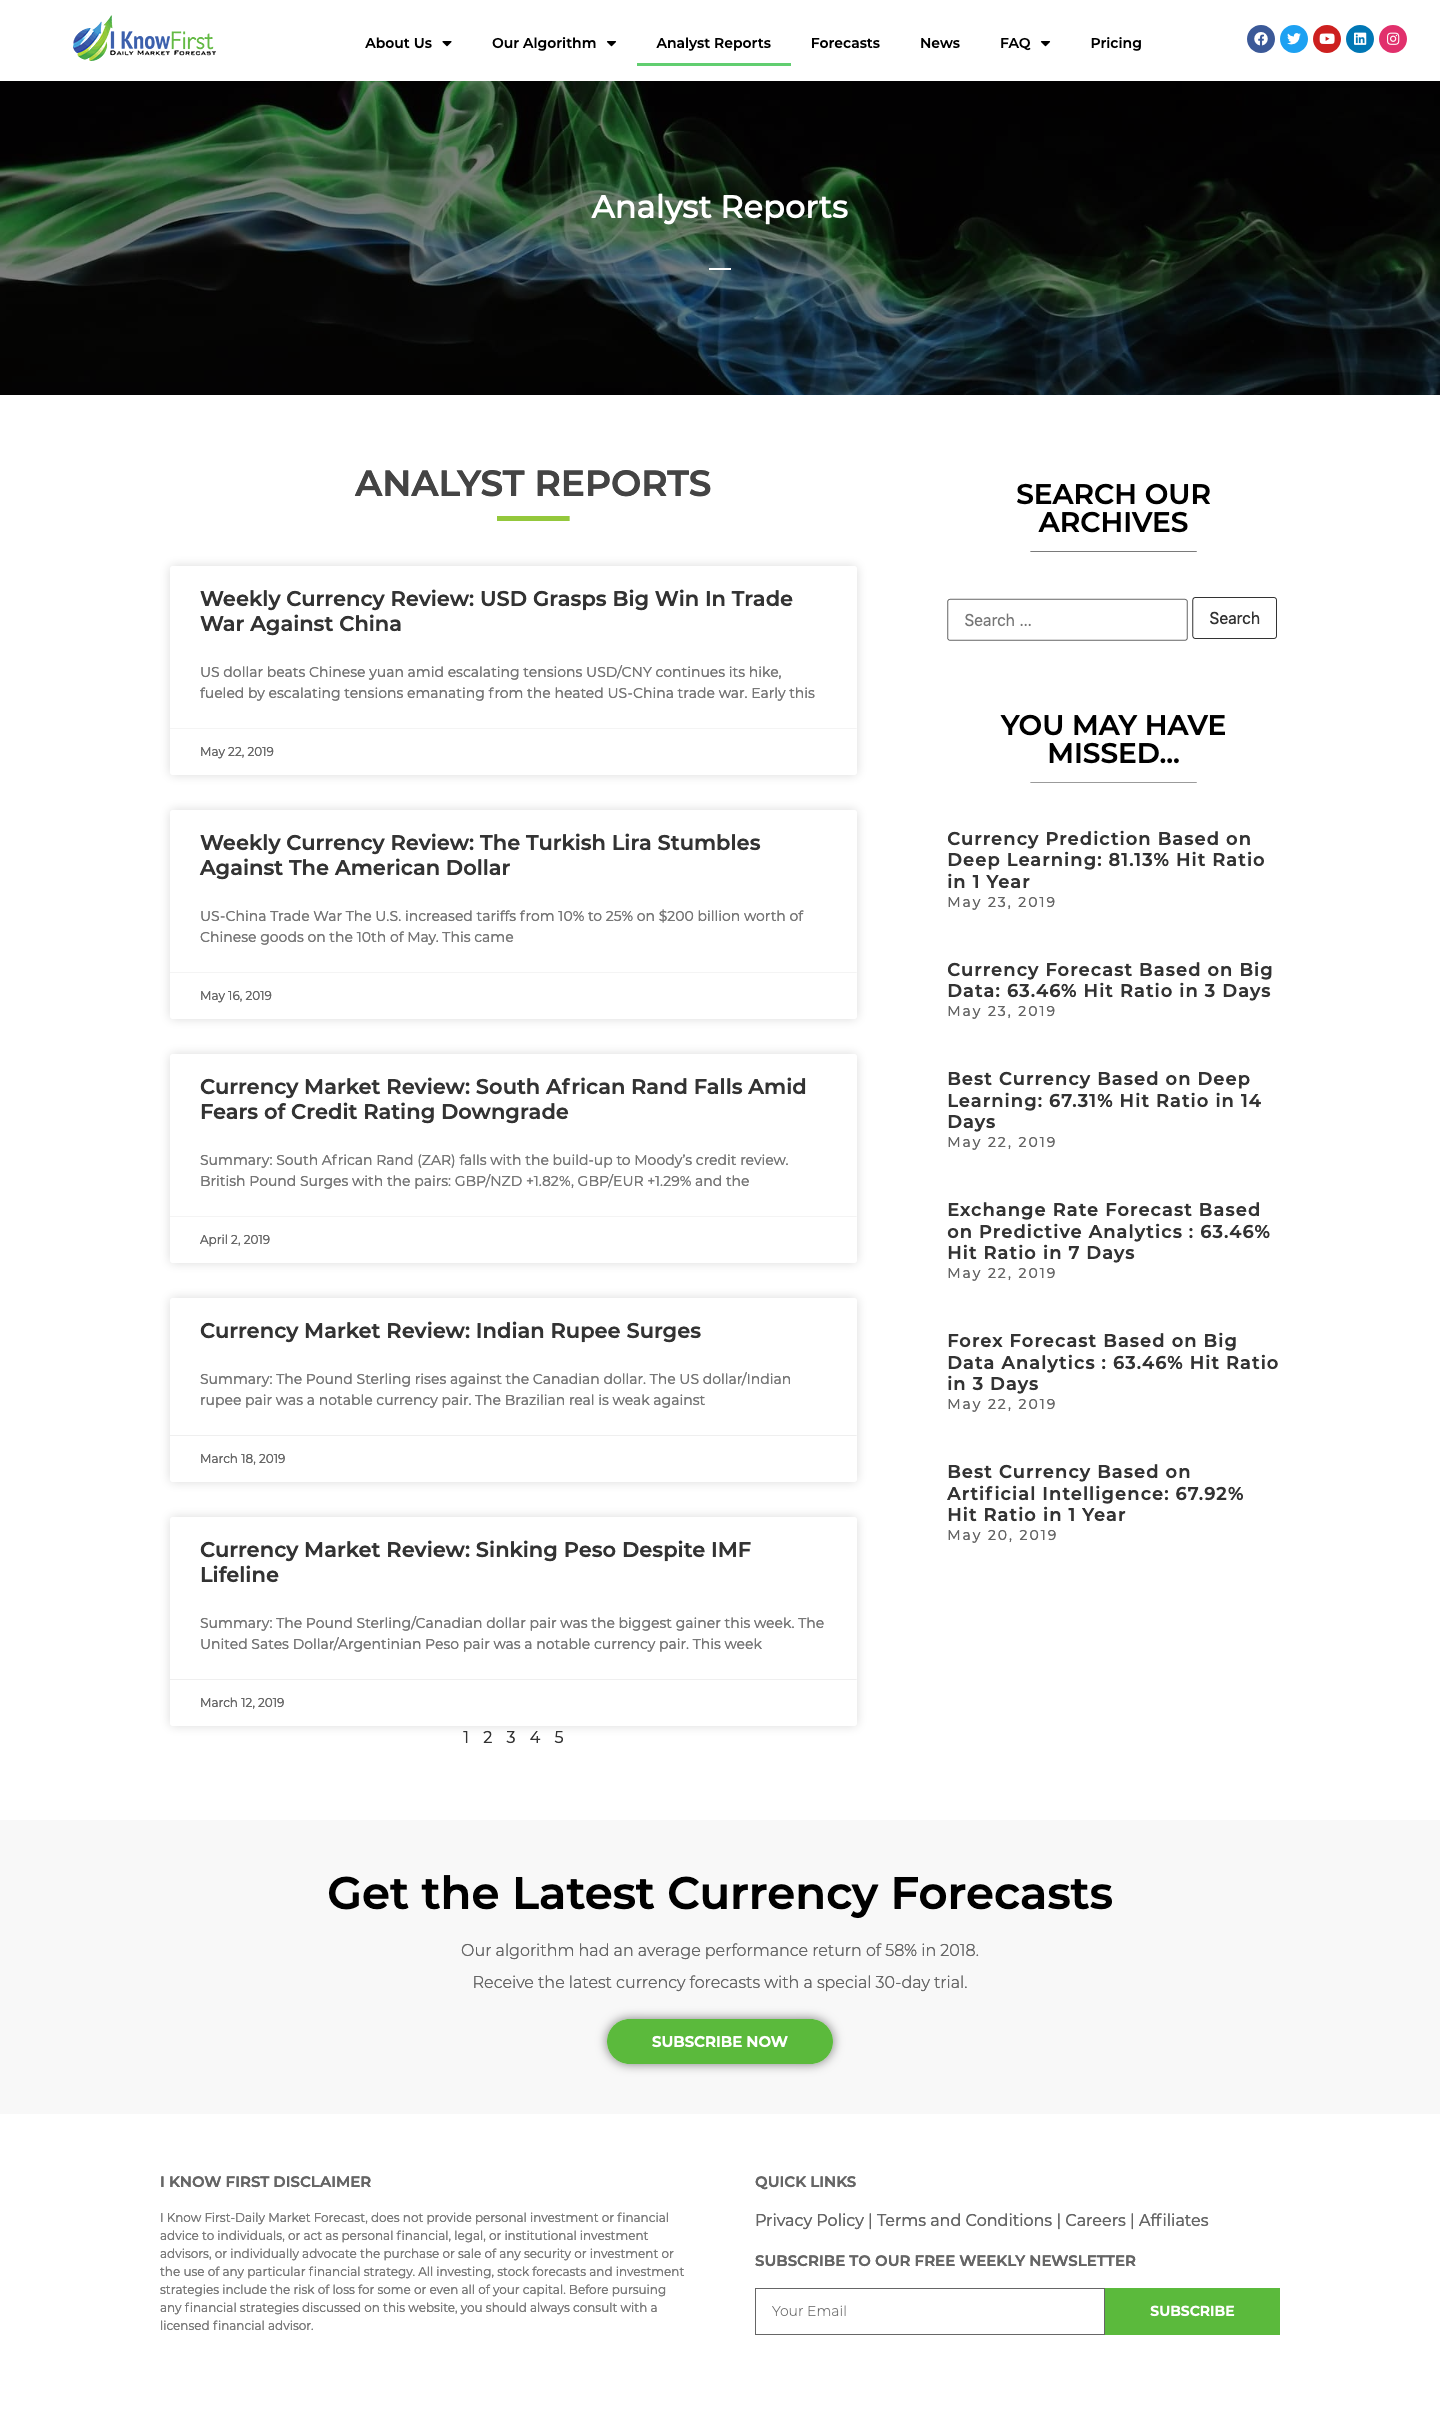 I KnowFirst
DAILY MARKET FORECAST
About Us
Our Algorithm
Analyst Reports
Forecasts
News
FAQ
Pricing
Analyst Reports
ANALYST REPORTS
Weekly Currency Review: USD Grasps Big Win In Trade
War Against China
US dollar beats Chinese yuan amid escalating tensions USD/CNY continues its hike,
fueled by escalating tensions emanating from the heated US-China trade war. Early this
May 22, 2019
Weekly Currency Review: The Turkish Lira Stumbles
Against The American Dollar
US-China Trade War The U.S. increased tariffs from 10% to 25% on $200 billion worth of
Chinese goods on the 10th of May. This came
May 16, 2019
Currency Market Review: South African Rand Falls Amid
Fears of Credit Rating Downgrade
Summary: South African Rand (ZAR) falls with the build-up to Moody’s credit review.
British Pound Surges with the pairs: GBP/NZD +1.82%, GBP/EUR +1.29% and the
April 2, 2019
Currency Market Review: Indian Rupee Surges
Summary: The Pound Sterling rises against the Canadian dollar. The US dollar/Indian
rupee pair was a notable currency pair. The Brazilian real is weak against
March 18, 2019
Currency Market Review: Sinking Peso Despite IMF
Lifeline
Summary: The Pound Sterling/Canadian dollar pair was the biggest gainer this week. The
United Sates Dollar/Argentinian Peso pair was a notable currency pair. This week
March 12, 2019
1 2 3 4 5
SEARCH OUR
ARCHIVES
Search ...
Search
YOU MAY HAVE
MISSED...
Currency Prediction Based on
Deep Learning: 81.13% Hit Ratio
in 1 Year
May 23, 2019
Currency Forecast Based on Big
Data: 63.46% Hit Ratio in 3 Days
May 23, 2019
Best Currency Based on Deep
Learning: 67.31% Hit Ratio in 14
Days
May 22, 2019
Exchange Rate Forecast Based
on Predictive Analytics : 63.46%
Hit Ratio in 7 Days
May 22, 2019
Forex Forecast Based on Big
Data Analytics : 63.46% Hit Ratio
in 3 Days
May 22, 2019
Best Currency Based on
Artificial Intelligence: 67.92%
Hit Ratio in 1 Year
May 20, 2019
Get the Latest Currency Forecasts
Our algorithm had an average performance return of 58% in 2018.
Receive the latest currency forecasts with a special 30-day trial.
SUBSCRIBE NOW
I KNOW FIRST DISCLAIMER
I Know First-Daily Market Forecast, does not provide personal investment or financial
advice to individuals, or act as personal financial, legal, or institutional investment
advisors, or individually advocate the purchase or sale of any security or investment or
the use of any particular financial strategy. All investing, stock forecasts and investment
strategies include the risk of loss for some or even all of your capital. Before pursuing
any financial strategies discussed on this website, you should always consult with a
licensed financial advisor.
QUICK LINKS
Privacy Policy | Terms and Conditions | Careers | Affiliates
SUBSCRIBE TO OUR FREE WEEKLY NEWSLETTER
Your Email
SUBSCRIBE